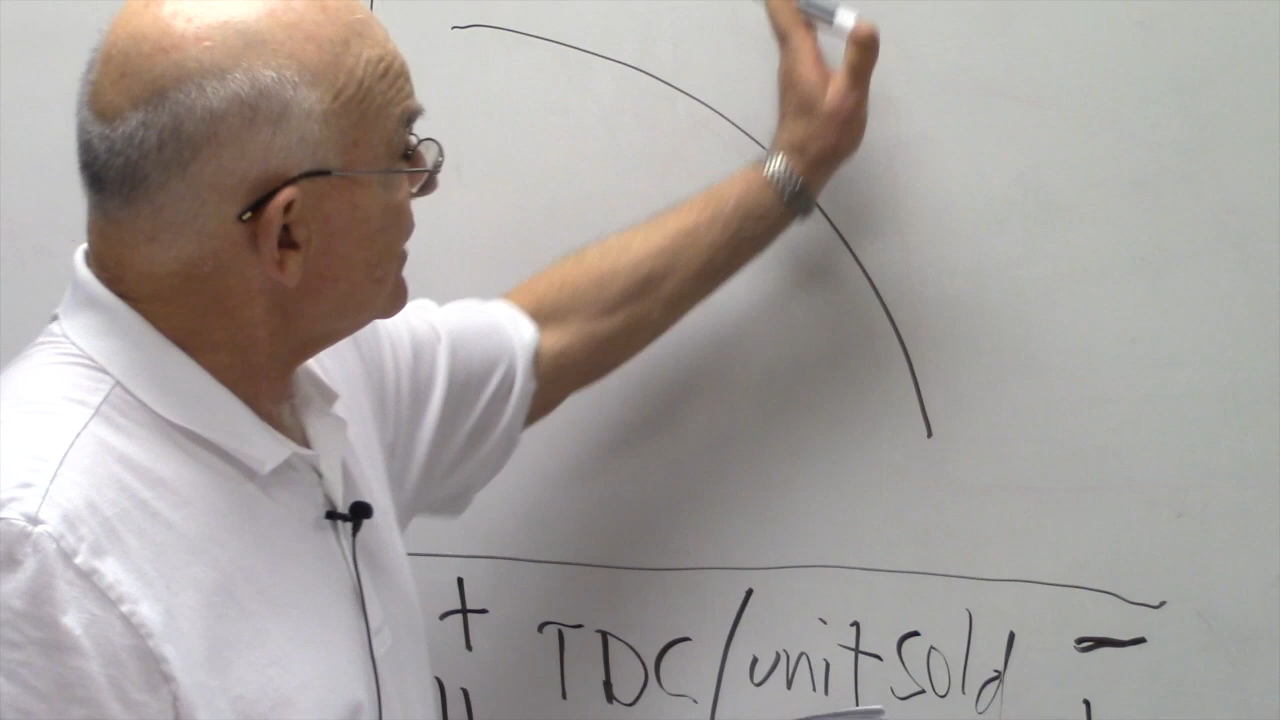 + TDC/unit sold −